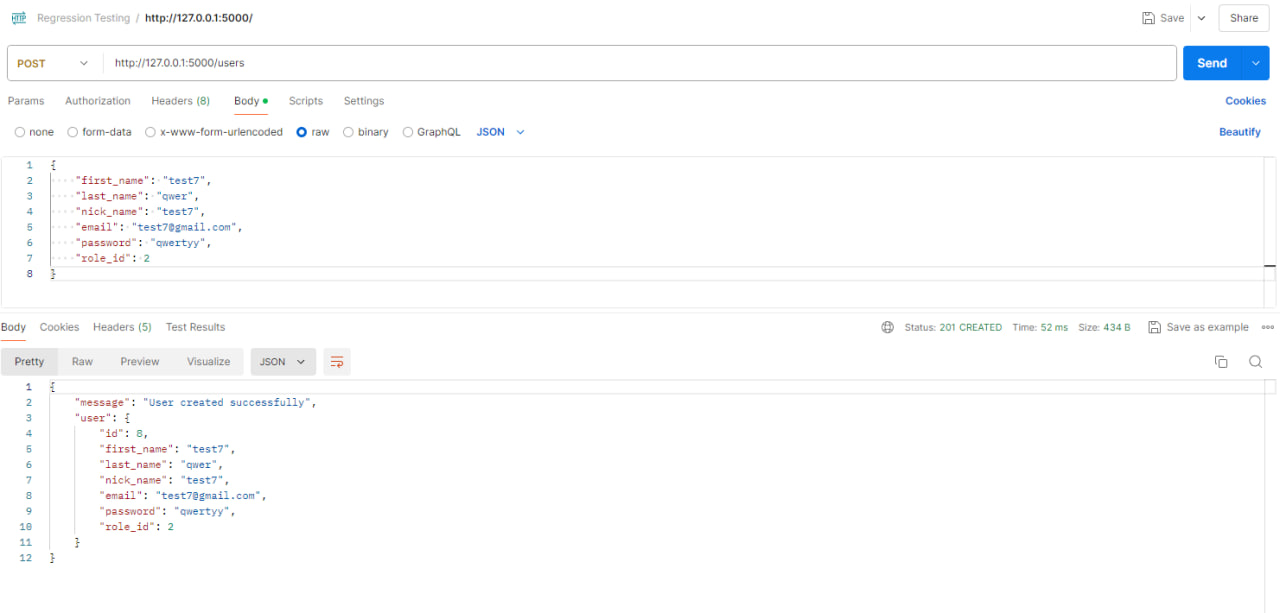 HTTP Regression Testing / http://127.0.0.1:5000/ Save Share
POST http://127.0.0.1:5000/users Send
Params Authorization Headers (8) Body Scripts Settings Cookies
none form-data x-www-form-urlencoded raw binary GraphQL JSON Beautify
1 {
2 "first_name": "test7",
3 "last_name": "qwer",
4 "nick_name": "test7",
5 "email": "test7@gmail.com",
6 "password": "qwertyy",
7 "role_id": 2
8 }
Body Cookies Headers (5) Test Results Status: 201 CREATED Time: 52 ms Size: 434 B Save as example
Pretty Raw Preview Visualize JSON
1 {
2 "message": "User created successfully",
3 "user": {
4 "id": 8,
5 "first_name": "test7",
6 "last_name": "qwer",
7 "nick_name": "test7",
8 "email": "test7@gmail.com",
9 "password": "qwertyy",
10 "role_id": 2
11 }
12 }